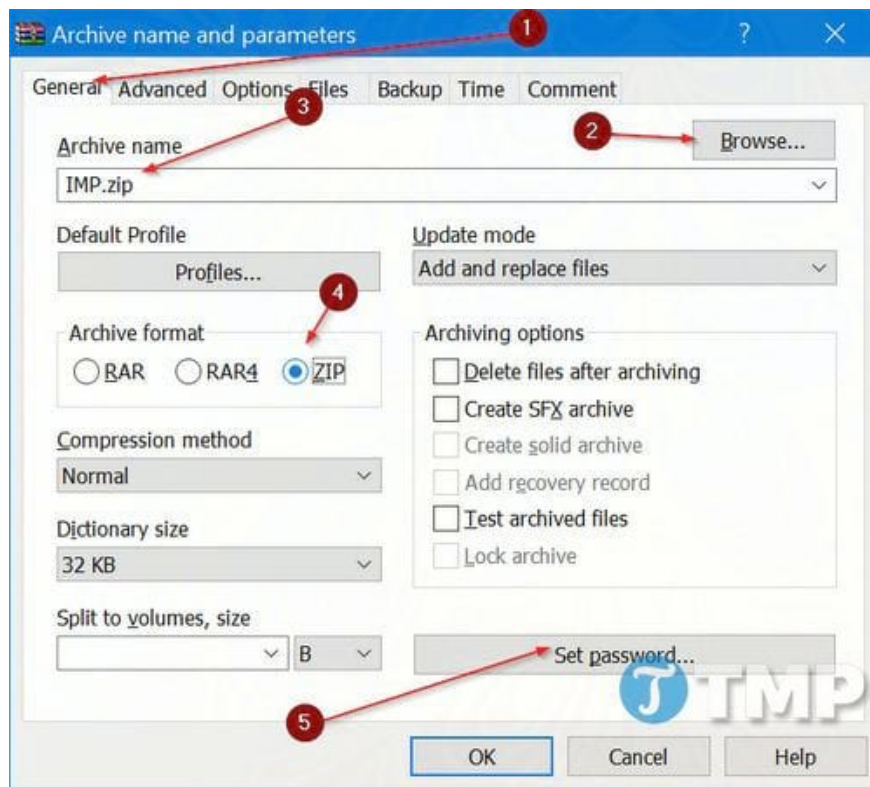 Archive name and parameters
1
?
General Advanced Options Files Backup Time Comment
3
2
Archive name
Browse...
IMP.zip
Default Profile
Update mode
Profiles...
Add and replace files
4
Archive format
Archiving options
RAR RAR4 ZIP
Delete files after archiving
Create SFX archive
Compression method
Create solid archive
Normal
Add recovery record
Test archived files
Dictionary size
Lock archive
32 KB
Split to volumes, size
B
Set password...
TMP
5
OK Cancel Help